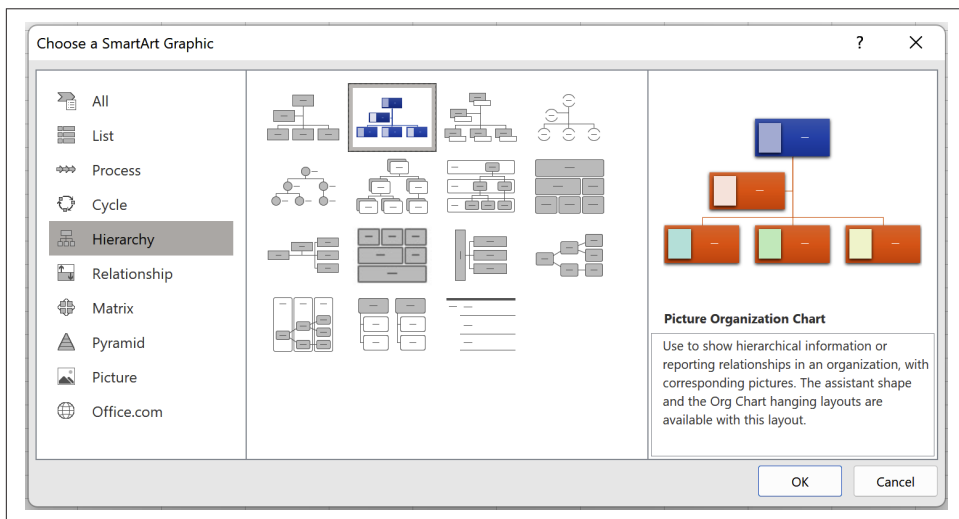 Choose a SmartArt Graphic
?
All
List
Process
Cycle
Hierarchy
Relationship
Matrix
Pyramid
Picture
Office.com
Picture Organization Chart
Use to show hierarchical information or
reporting relationships in an organization, with
corresponding pictures. The assistant shape
and the Org Chart hanging layouts are
available with this layout.
OK
Cancel